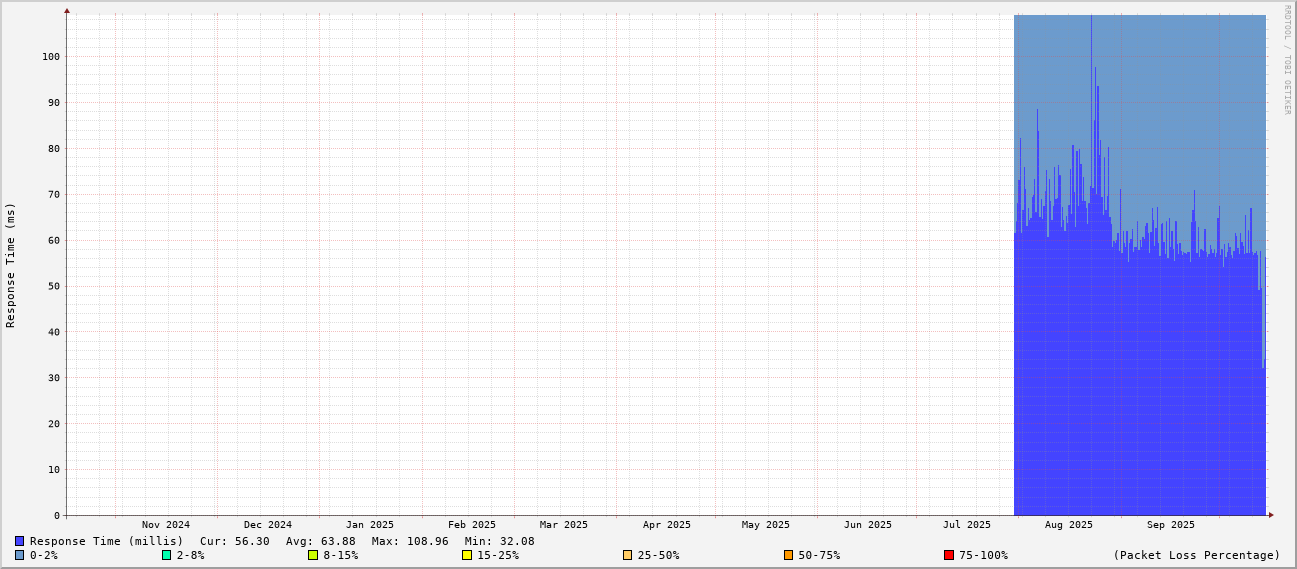 RRDTOOL / TOBI OETIKER
Response Time (ms)
100
90
80
70
60
50
40
30
20
10
0
Nov 2024 Dec 2024 Jan 2025 Feb 2025 Mar 2025 Apr 2025 May 2025 Jun 2025 Jul 2025 Aug 2025 Sep 2025
Response Time (millis) Cur: 56.30 Avg: 63.88 Max: 108.96 Min: 32.08
0-2% 2-8% 8-15% 15-25% 25-50% 50-75% 75-100% (Packet Loss Percentage)